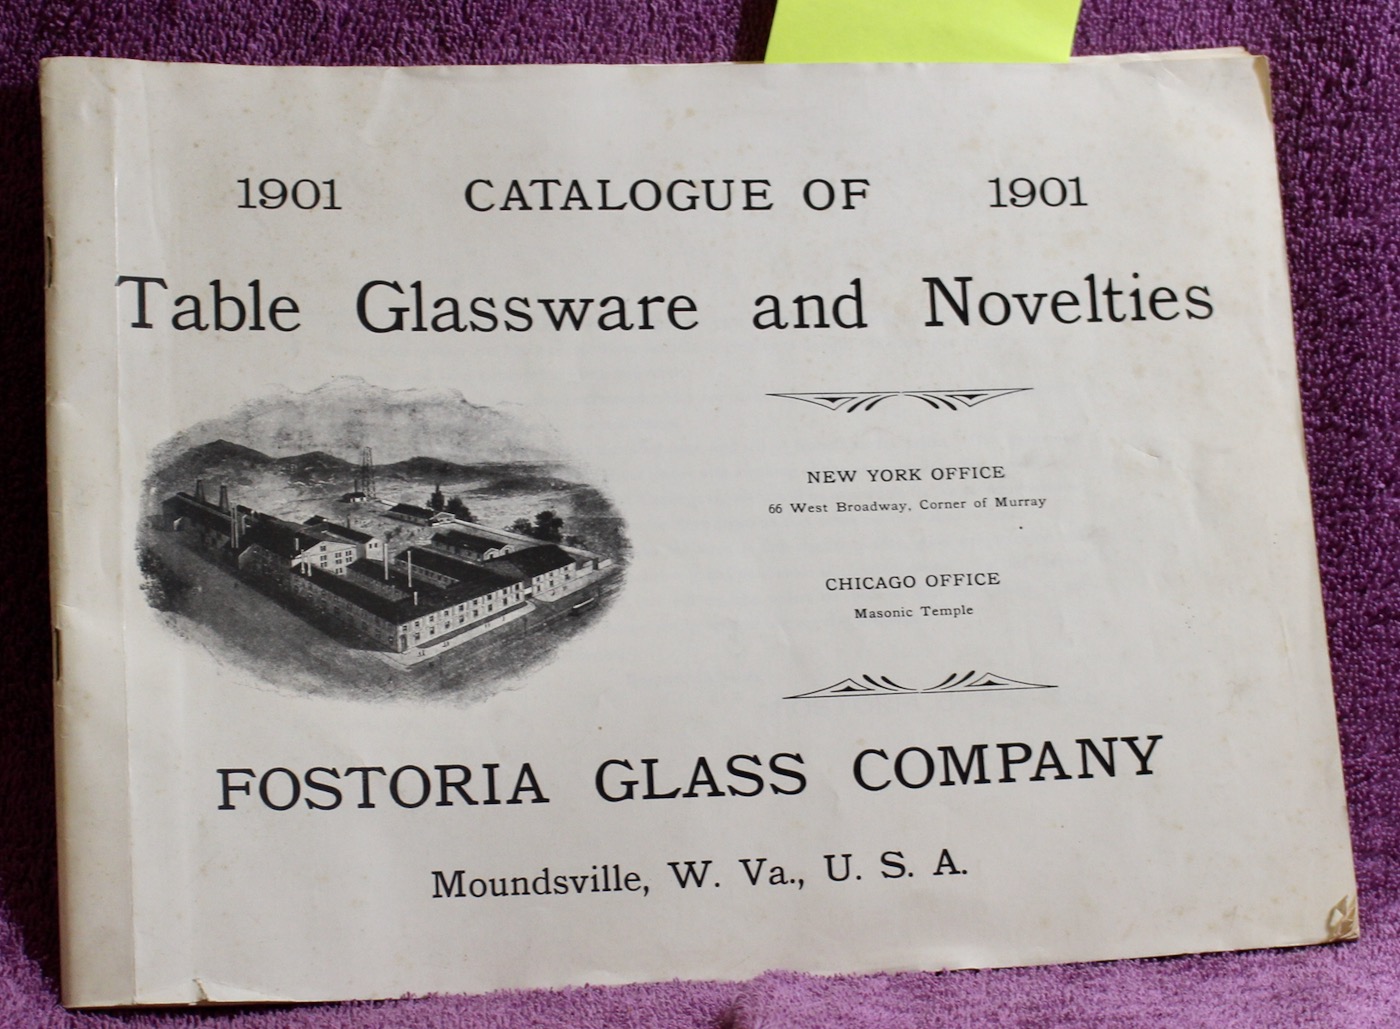 1901 CATALOGUE OF 1901
Table Glassware and Novelties
NEW YORK OFFICE
66 West Broadway, Corner of Murray
CHICAGO OFFICE
Masonic Temple
FOSTORIA GLASS COMPANY
Moundsville, W. Va., U. S. A.